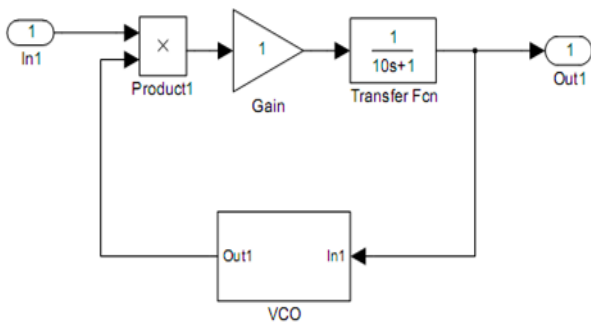 1
In1
×
Product1
1
Gain
1
10s+1
Transfer Fcn
1
Out1
Out1
In1
VCO